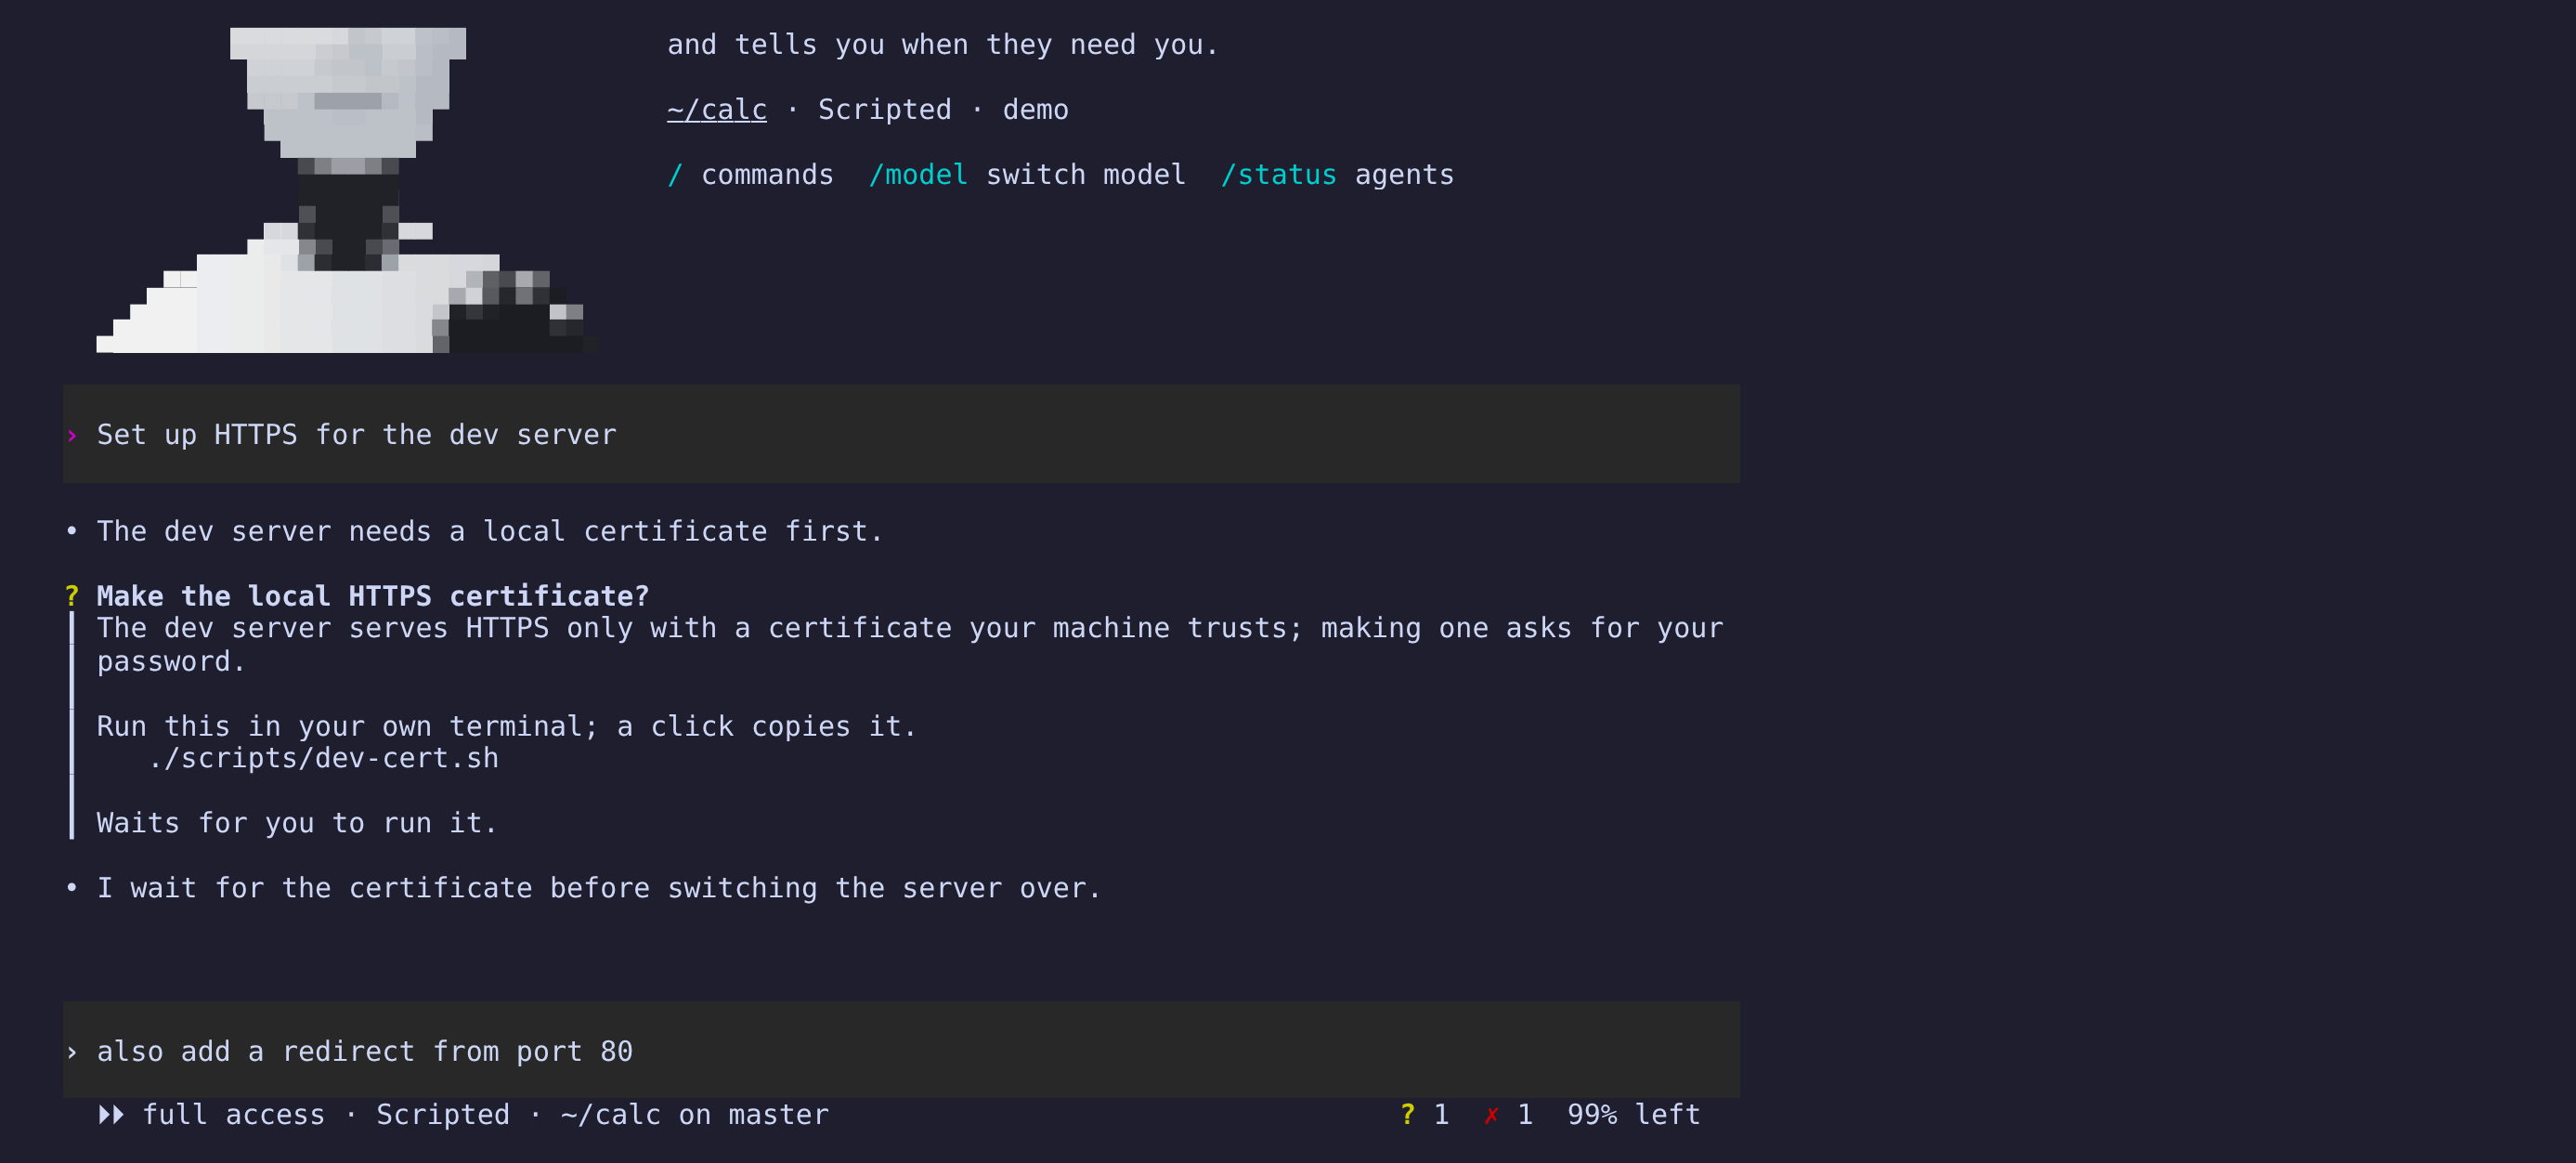 and tells you when they need you.
~/calc · Scripted · demo
/ commands  /model switch model  /status agents
› Set up HTTPS for the dev server
• The dev server needs a local certificate first.
? Make the local HTTPS certificate?
The dev server serves HTTPS only with a certificate your machine trusts; making one asks for your
password.
Run this in your own terminal; a click copies it.
./scripts/dev-cert.sh
Waits for you to run it.
• I wait for the certificate before switching the server over.
› also add a redirect from port 80
⏵⏵ full access · Scripted · ~/calc on master  ? 1  ✗ 1  99% left